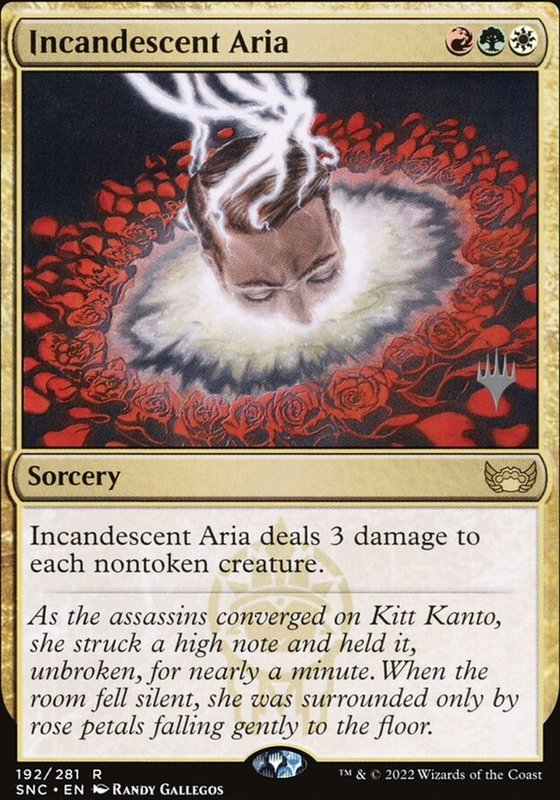 Incandescent Aria
Sorcery
Incandescent Aria deals 3 damage to
each nontoken creature.
As the assassins converged on Kitt Kanto,
she struck a high note and held it,
unbroken, for nearly a minute. When the
room fell silent, she was surrounded only by
rose petals falling gently to the floor.
192/281 R
SNC • EN Randy Gallegos
™ & © 2022 Wizards of the Coast